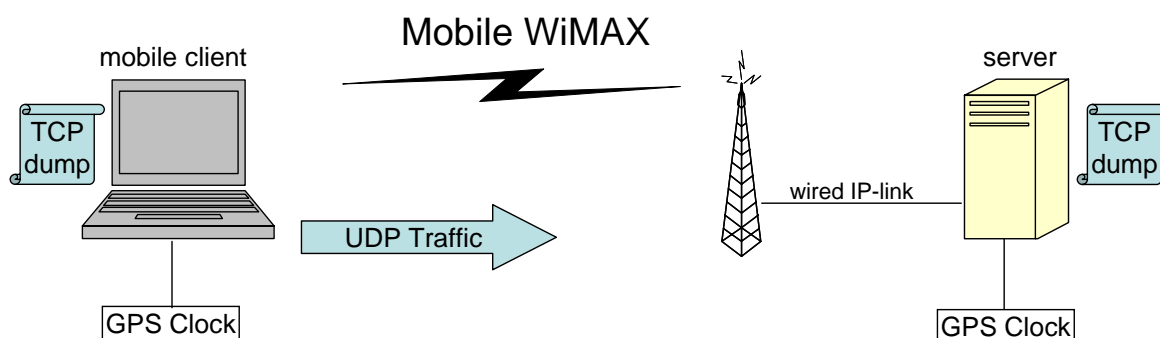 Mobile WiMAX
mobile client
server
TCP
dump
TCP
dump
wired IP-link
UDP Traffic
GPS Clock
GPS Clock